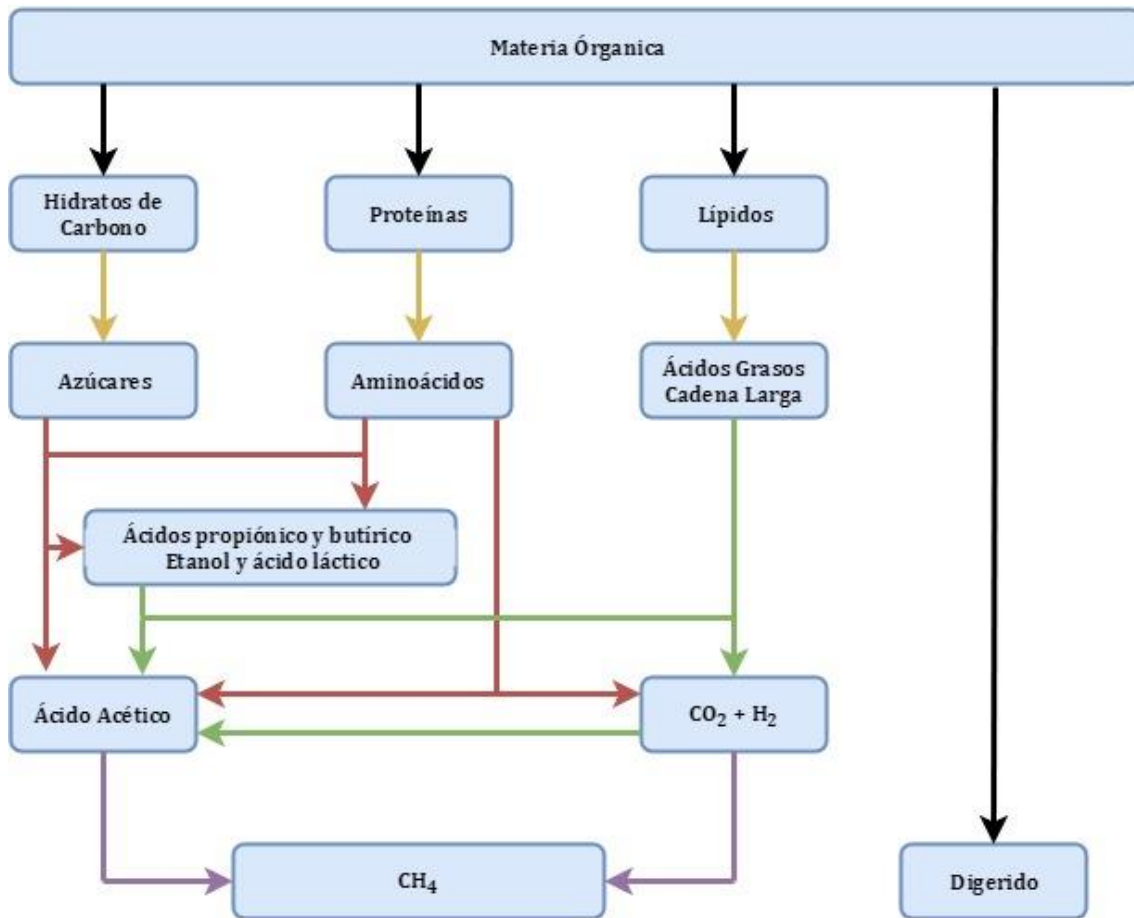 Materia Órganica
Hidratos de
Carbono
Proteínas
Lípidos
Azúcares
Aminoácidos
Ácidos Grasos
Cadena Larga
Ácidos propiónico y butírico
Etanol y ácido láctico
Ácido Acético
CO₂ + H₂
CH₄
Digerido